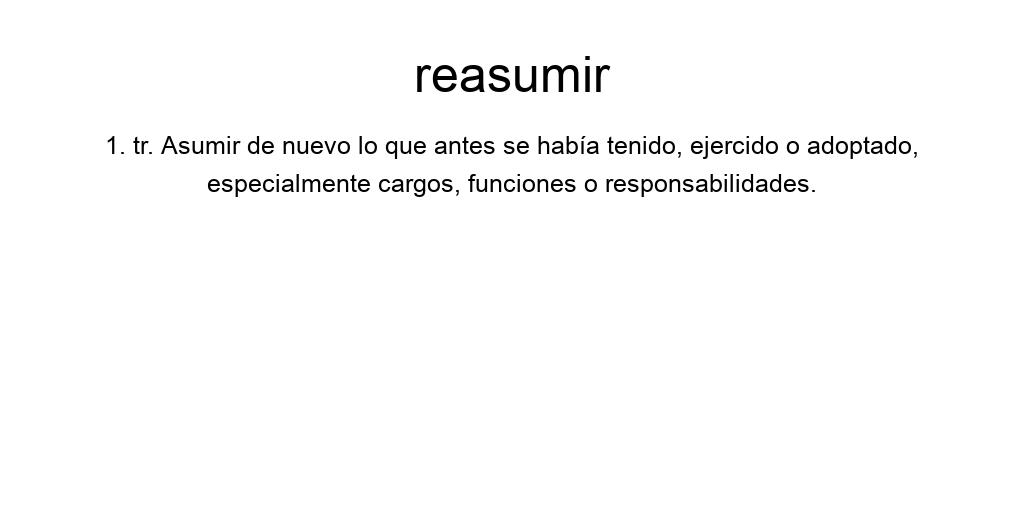 reasumir
1. tr. Asumir de nuevo lo que antes se había tenido, ejercido o adoptado,
especialmente cargos, funciones o responsabilidades.